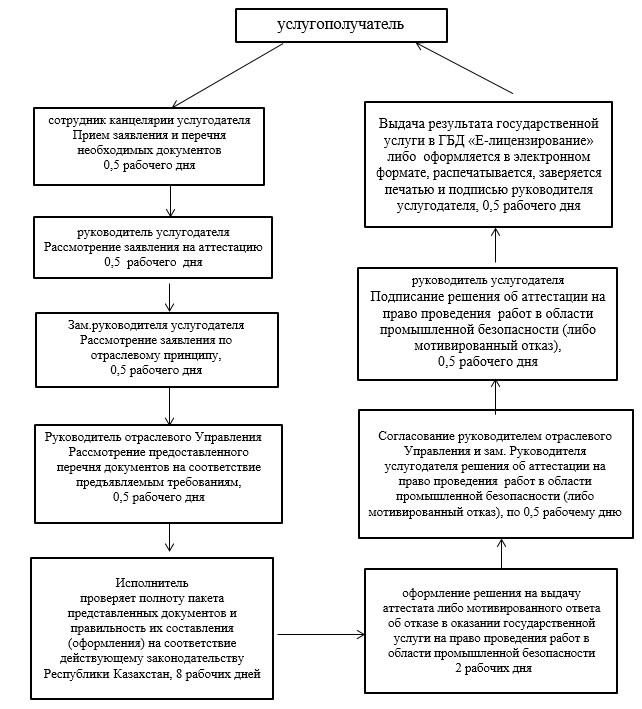 услугополучатель
сотрудник канцелярии услугодателя
Прием заявления и перечня
необходимых документов
0,5 рабочего дня
руководитель услугодателя
Рассмотрение заявления на аттестацию
0,5 рабочего дня
Зам.руководителя услугодателя
Рассмотрение заявления по
отраслевому принципу,
0,5 рабочего дня
Руководитель отраслевого Управления
Рассмотрение предоставленного
перечня документов на соответствие
предъявляемым требованиям,
0,5 рабочего дня
Исполнитель
проверяет полноту пакета
представленных документов и
правильность их составления
(оформления) на соответствие
действующему законодательству
Республики Казахстан, 8 рабочих дней
оформление решения на выдачу
аттестата либо мотивированного ответа
об отказе в оказании государственной
услуги на право проведения работ в
области промышленной безопасности
2 рабочих дня
Согласование руководителем отраслевого
Управления и зам. Руководителя
услугодателя решения об аттестации на
право проведения работ в области
промышленной безопасности (либо
мотивированный отказ), по 0,5 рабочему дню
руководитель услугодателя
Подписание решения об аттестации на
право проведения работ в области
промышленной безопасности (либо
мотивированный отказ),
0,5 рабочего дня
Выдача результата государственной
услуги в ГБД «Е-лицензирование»
либо оформляется в электронном
формате, распечатывается, заверяется
печатью и подписью руководителя
услугодателя, 0,5 рабочего дня